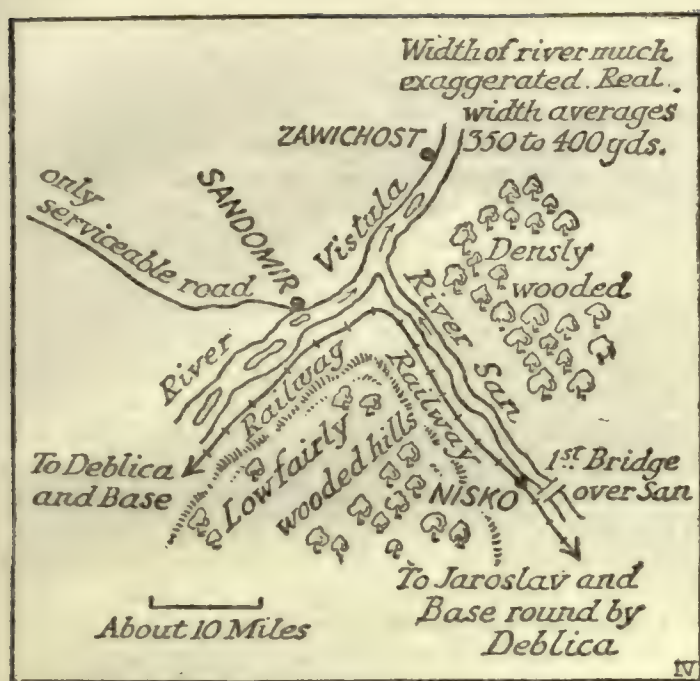 Width of river much
exaggerated. Real
width averages
350 to 400 yds.
ZAWICHOST
SANDOMIR
Vistula
only
serviceable road
Densly
wooded
River
River San
Railway
Railway
Low fairly
wooded hills
To Deblica
and Base
NISKO
1st Bridge
over San
To Jaroslav and
Base round by
Deblica
About 10 Miles
IV